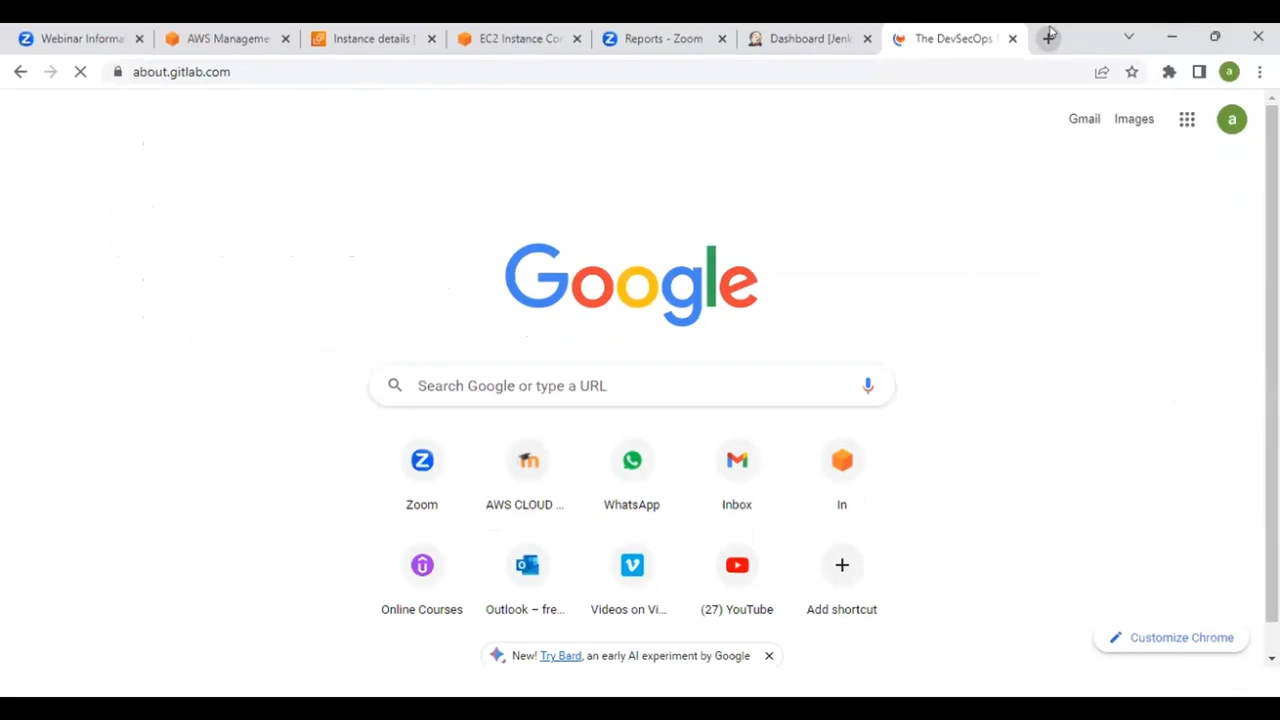 Webinar Informa
AWS Manageme
Instance details |
EC2 Instance Co
Reports - Zoom
Dashboard [Jenk
The DevSecOps
about.gitlab.com
a
Gmail
Images
a
Google
Search Google or type a URL
Zoom
AWS CLOUD ...
WhatsApp
Inbox
In
Online Courses
Outlook – fre...
Videos on Vi...
(27) YouTube
Add shortcut
Customize Chrome
New! Try Bard, an early AI experiment by Google